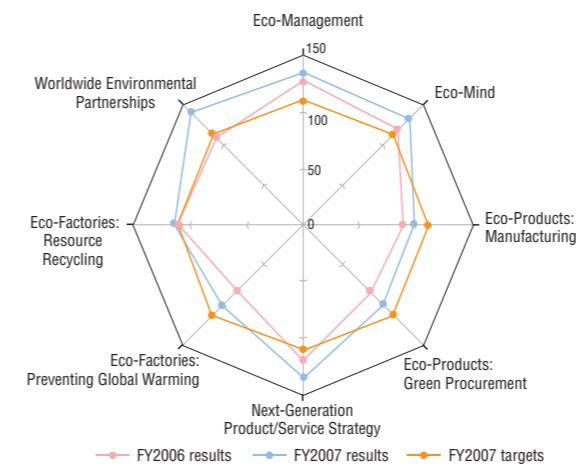 Eco-Management
150
Worldwide Environmental
Partnerships
Eco-Mind
100
50
Eco-Factories:
Resource
Recycling
0
Eco-Products:
Manufacturing
Eco-Factories:
Preventing Global Warming
Eco-Products:
Green Procurement
Next-Generation
Product/Service Strategy
FY2006 results FY2007 results FY2007 targets